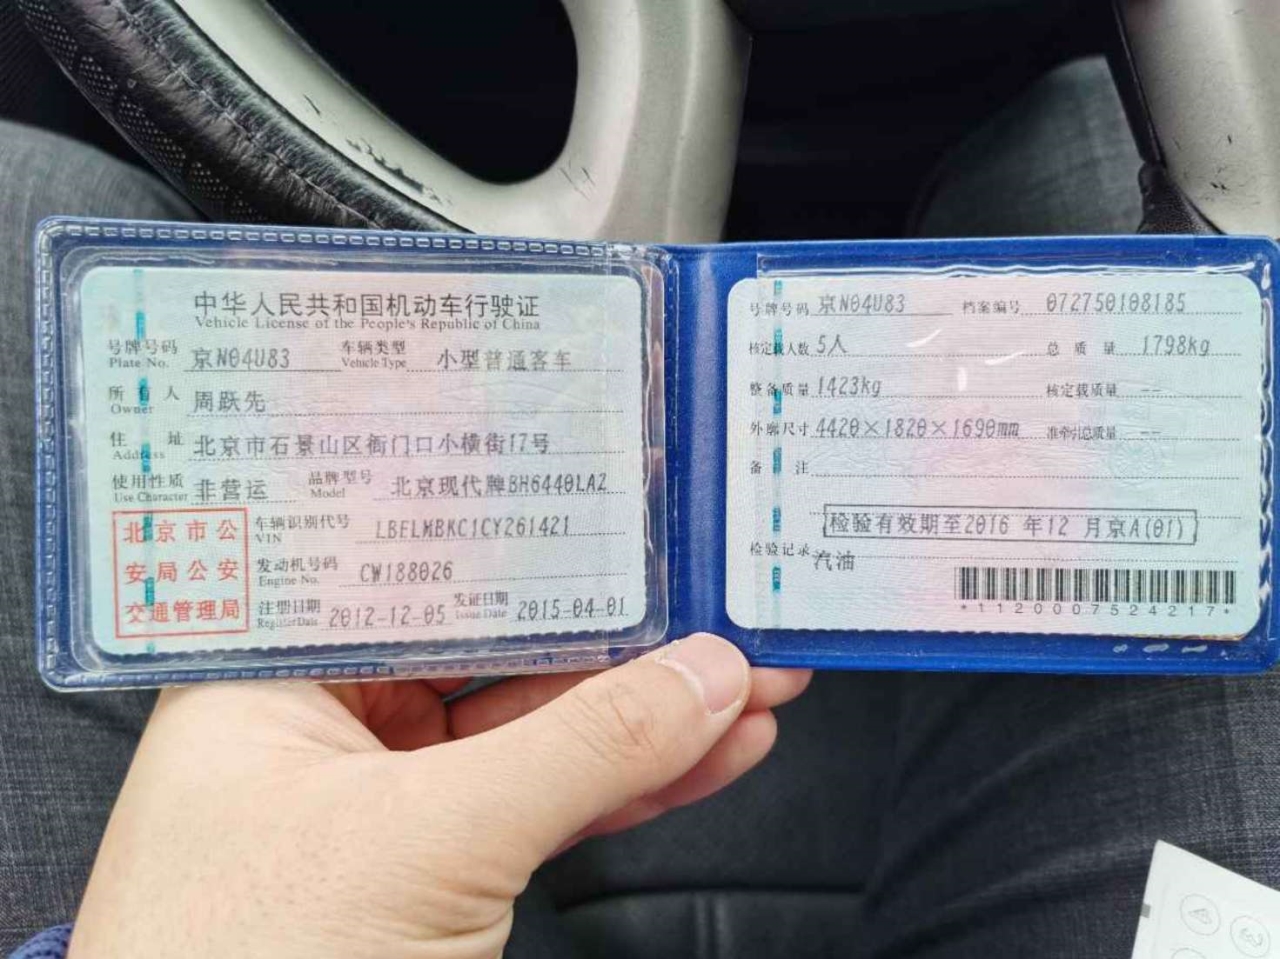 中华人民共和国机动车行驶证
Vehicle License of the People's Republic of China
号牌号码 京N04U83 车辆类型 小型普通客车
Plate No. Vehicle Type
所有人 周跃先
Owner
住址 北京市石景山区衙门口小横街17号
Address
使用性质 非营运 品牌型号 北京现代牌BH6440LA2
Use Character Model
北京市公
安局公安
交通管理局
车辆识别代号 LBELMBKC1CY261421
VIN
发动机号码 CW188026
Engine No.
注册日期 2012-12-05 发证日期 2015-04-01
Register Date Issue Date
号牌号码 京N04U83 档案编号 072750108185
核定载人数 5人 总质量 1798kg
整备质量 1423kg 核定载质量 --
外廓尺寸 4420×1820×1690mm 准牵引总质量 --
备注
检验有效期至2016 年12 月京A(01)
检验记录 汽油
*1120007524217*